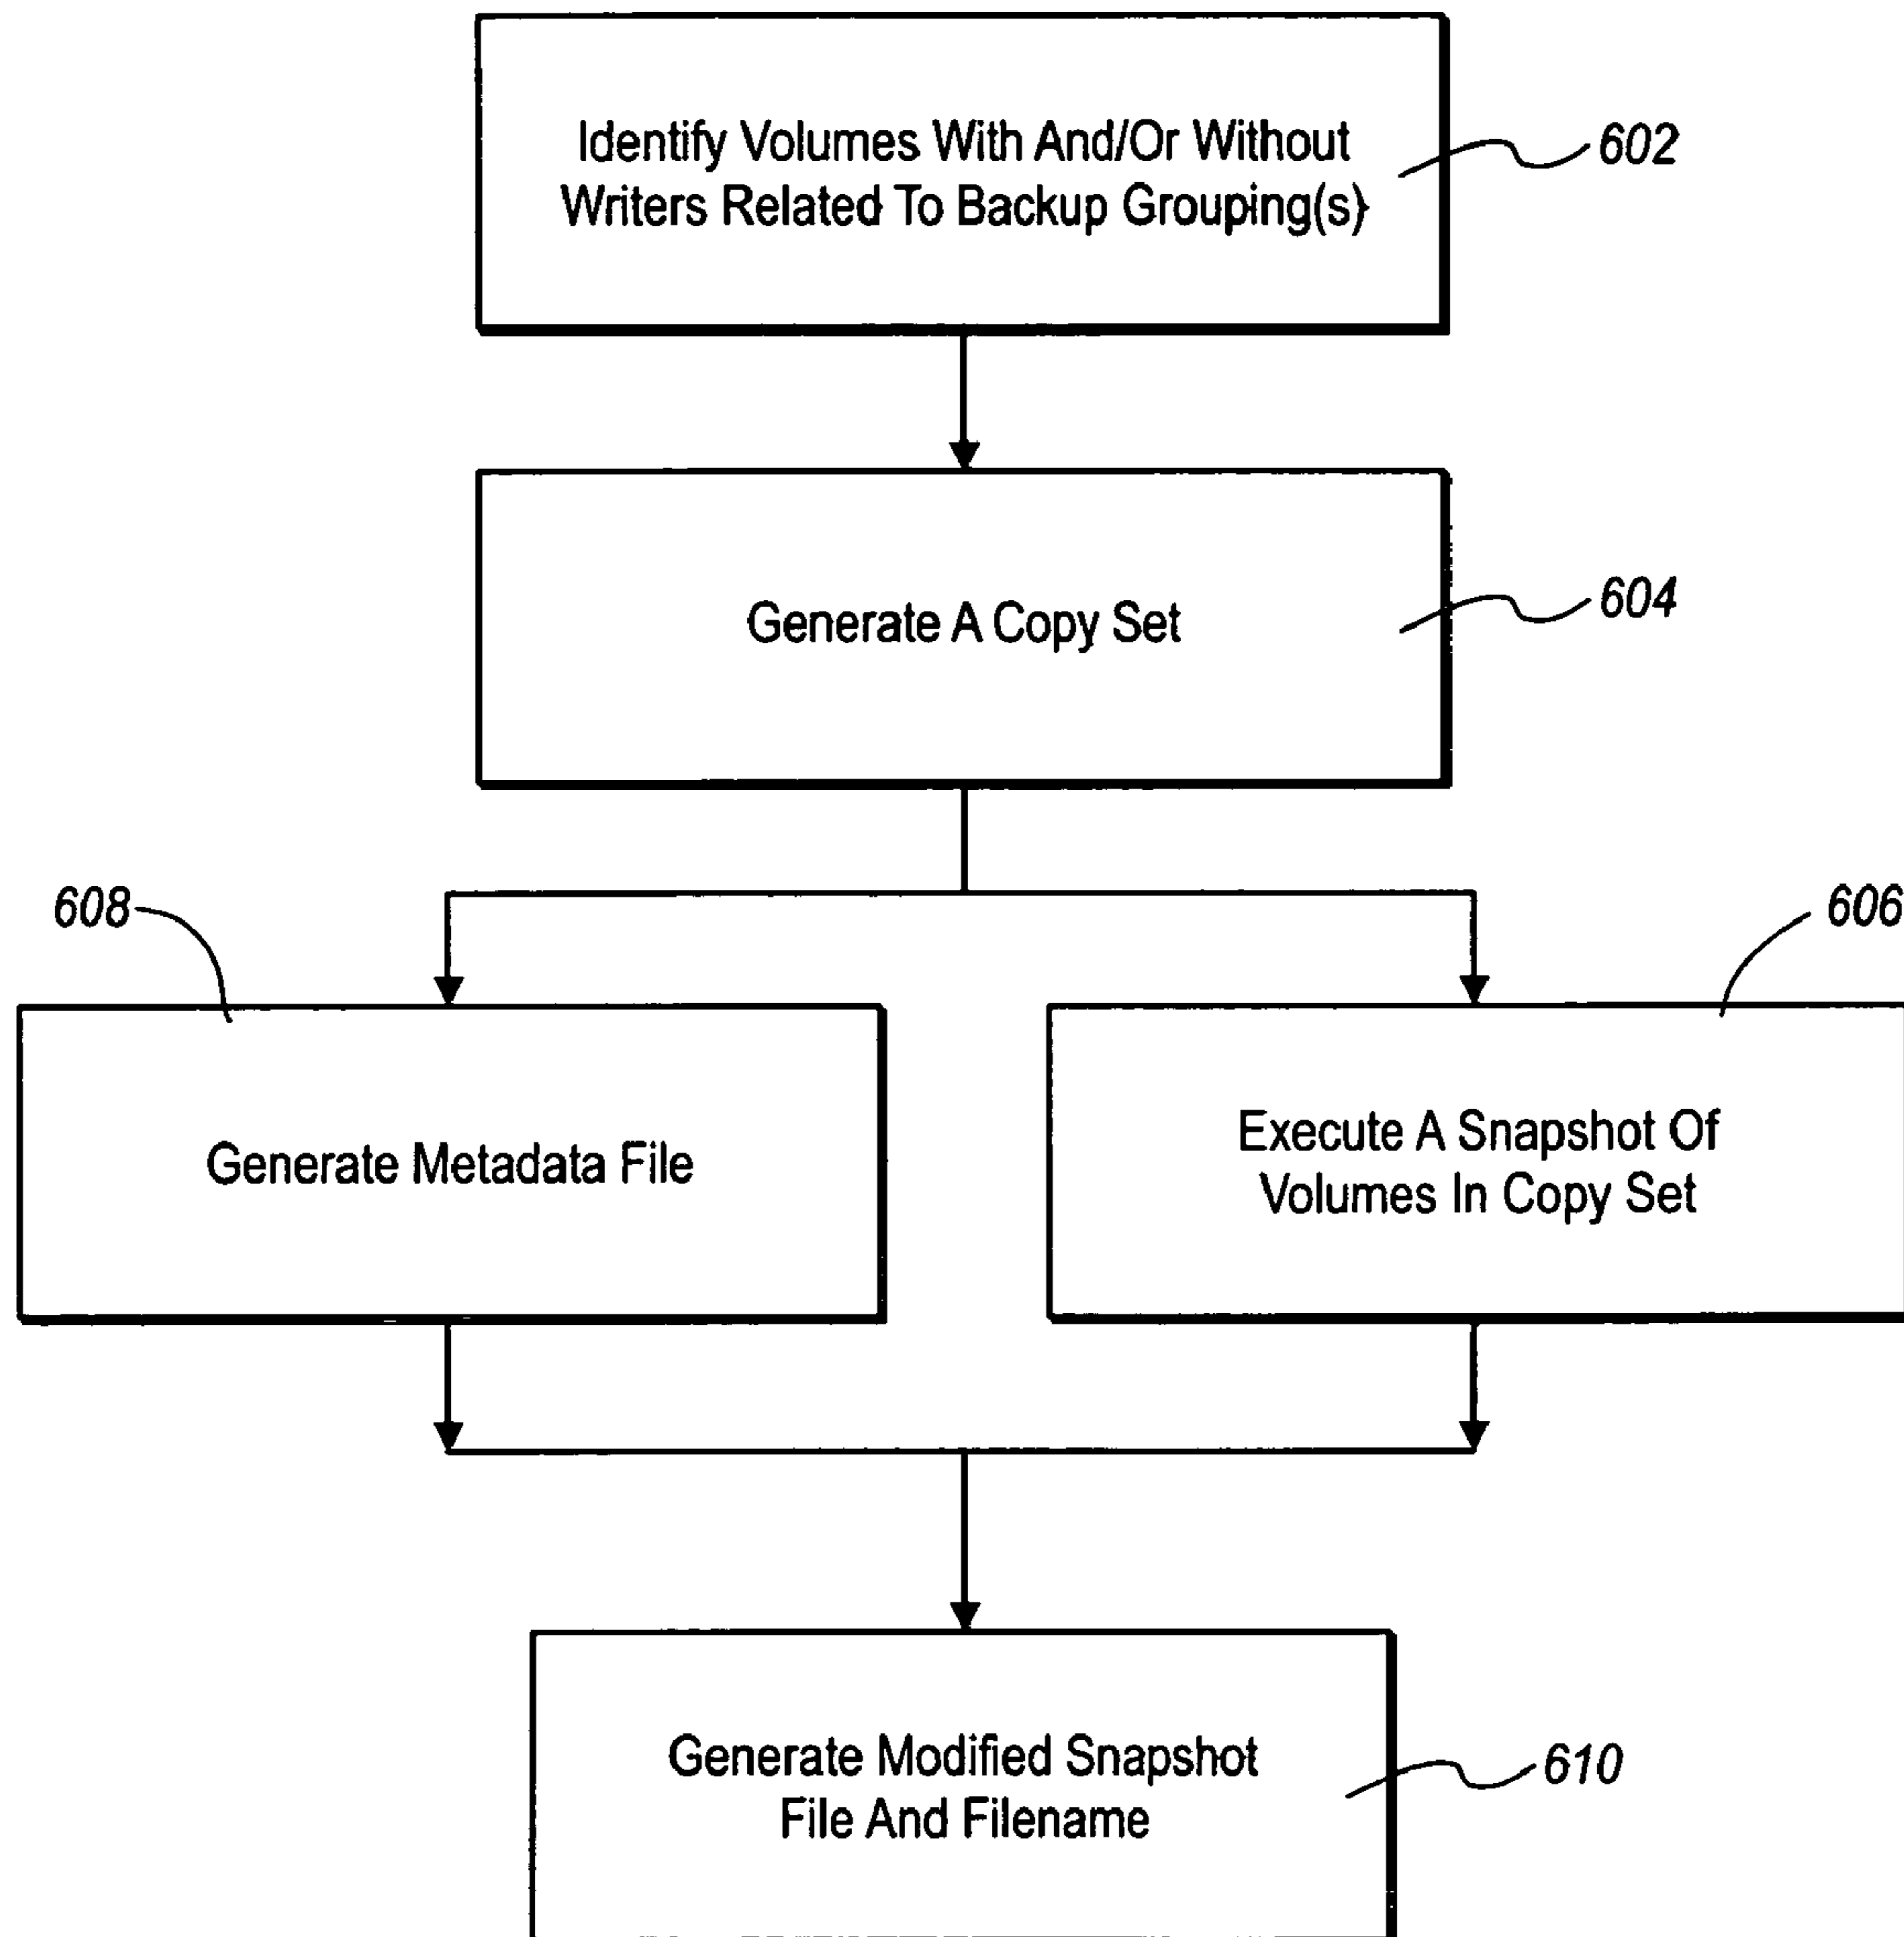 Identify Volumes With And/Or Without
Writers Related To Backup Grouping(s)
602
Generate A Copy Set
604
608
606
Generate Metadata File
Execute A Snapshot Of
Volumes In Copy Set
Generate Modified Snapshot
File And Filename
610